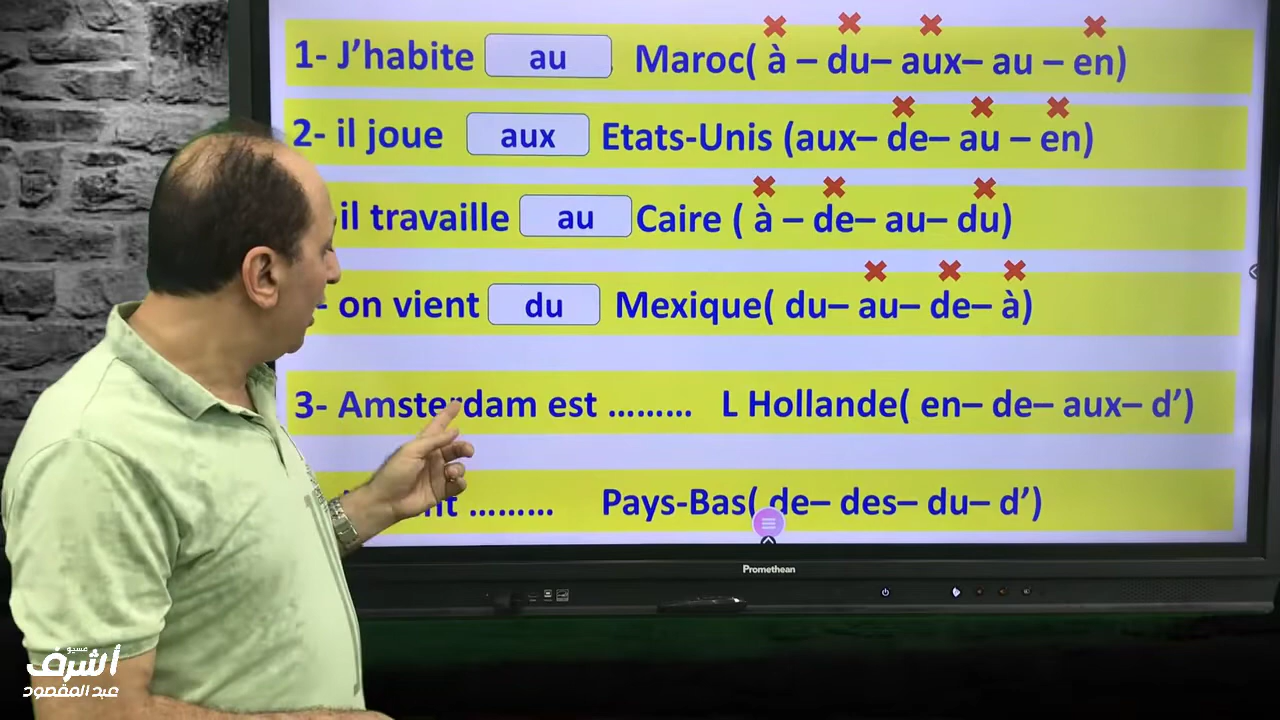 1- J'habite au Maroc( à – du– aux– au – en)
2- il joue aux Etats-Unis (aux– de– au – en)
il travaille au Caire ( à – de– au– du)
- on vient du Mexique( du– au– de– à)
3- Amsterdam est ……… L Hollande( en– de– aux– d’)
……… Pays-Bas( de– des– du– d’)
Promethean
مسيو
أشرف
عبد المقصود